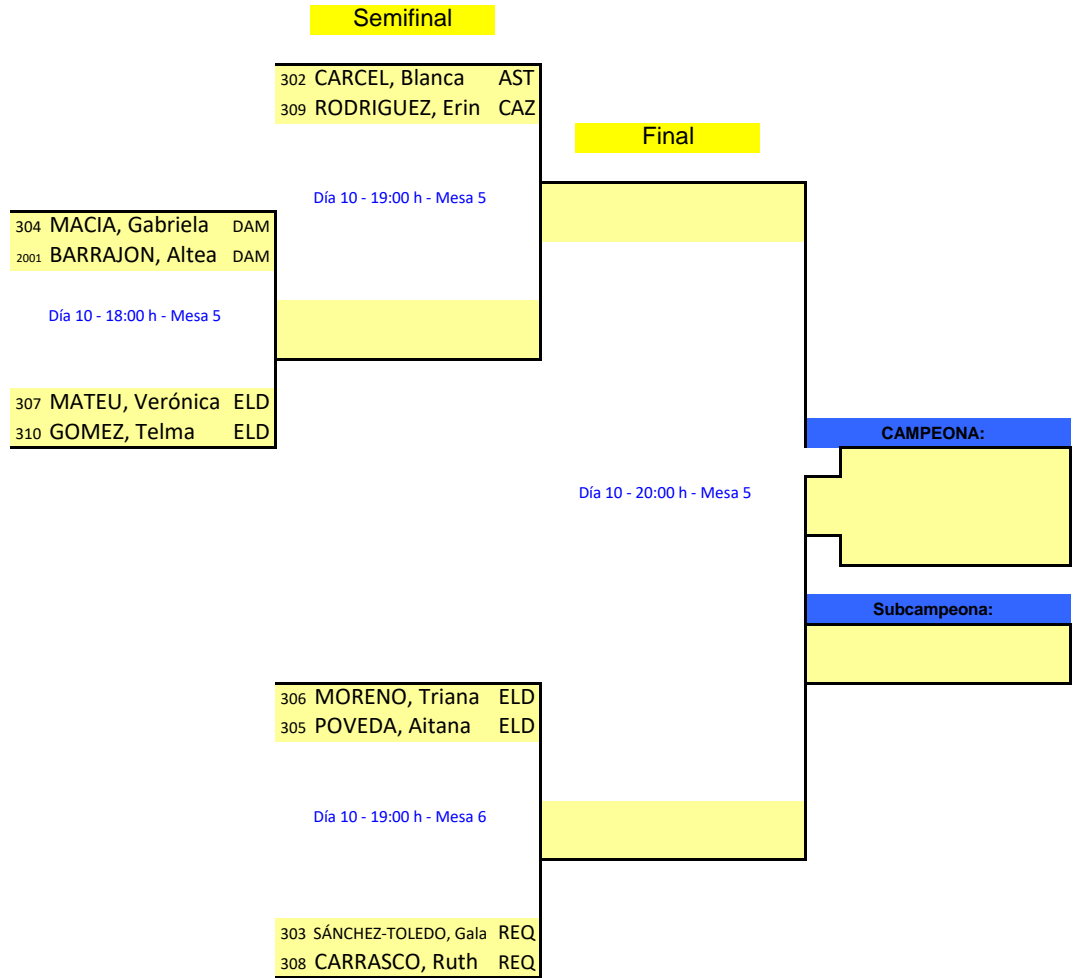 Semifinal
302 CARCEL, Blanca AST
309 RODRIGUEZ, Erin CAZ
Final
Día 10 - 19:00 h - Mesa 5
304 MACIA, Gabriela DAM
2001 BARRAJON, Altea DAM
Día 10 - 18:00 h - Mesa 5
307 MATEU, Verónica ELD
310 GOMEZ, Telma ELD
CAMPEONA:
Día 10 - 20:00 h - Mesa 5
Subcampeona:
306 MORENO, Triana ELD
305 POVEDA, Aitana ELD
Día 10 - 19:00 h - Mesa 6
303 SÁNCHEZ-TOLEDO, Gala REQ
308 CARRASCO, Ruth REQ